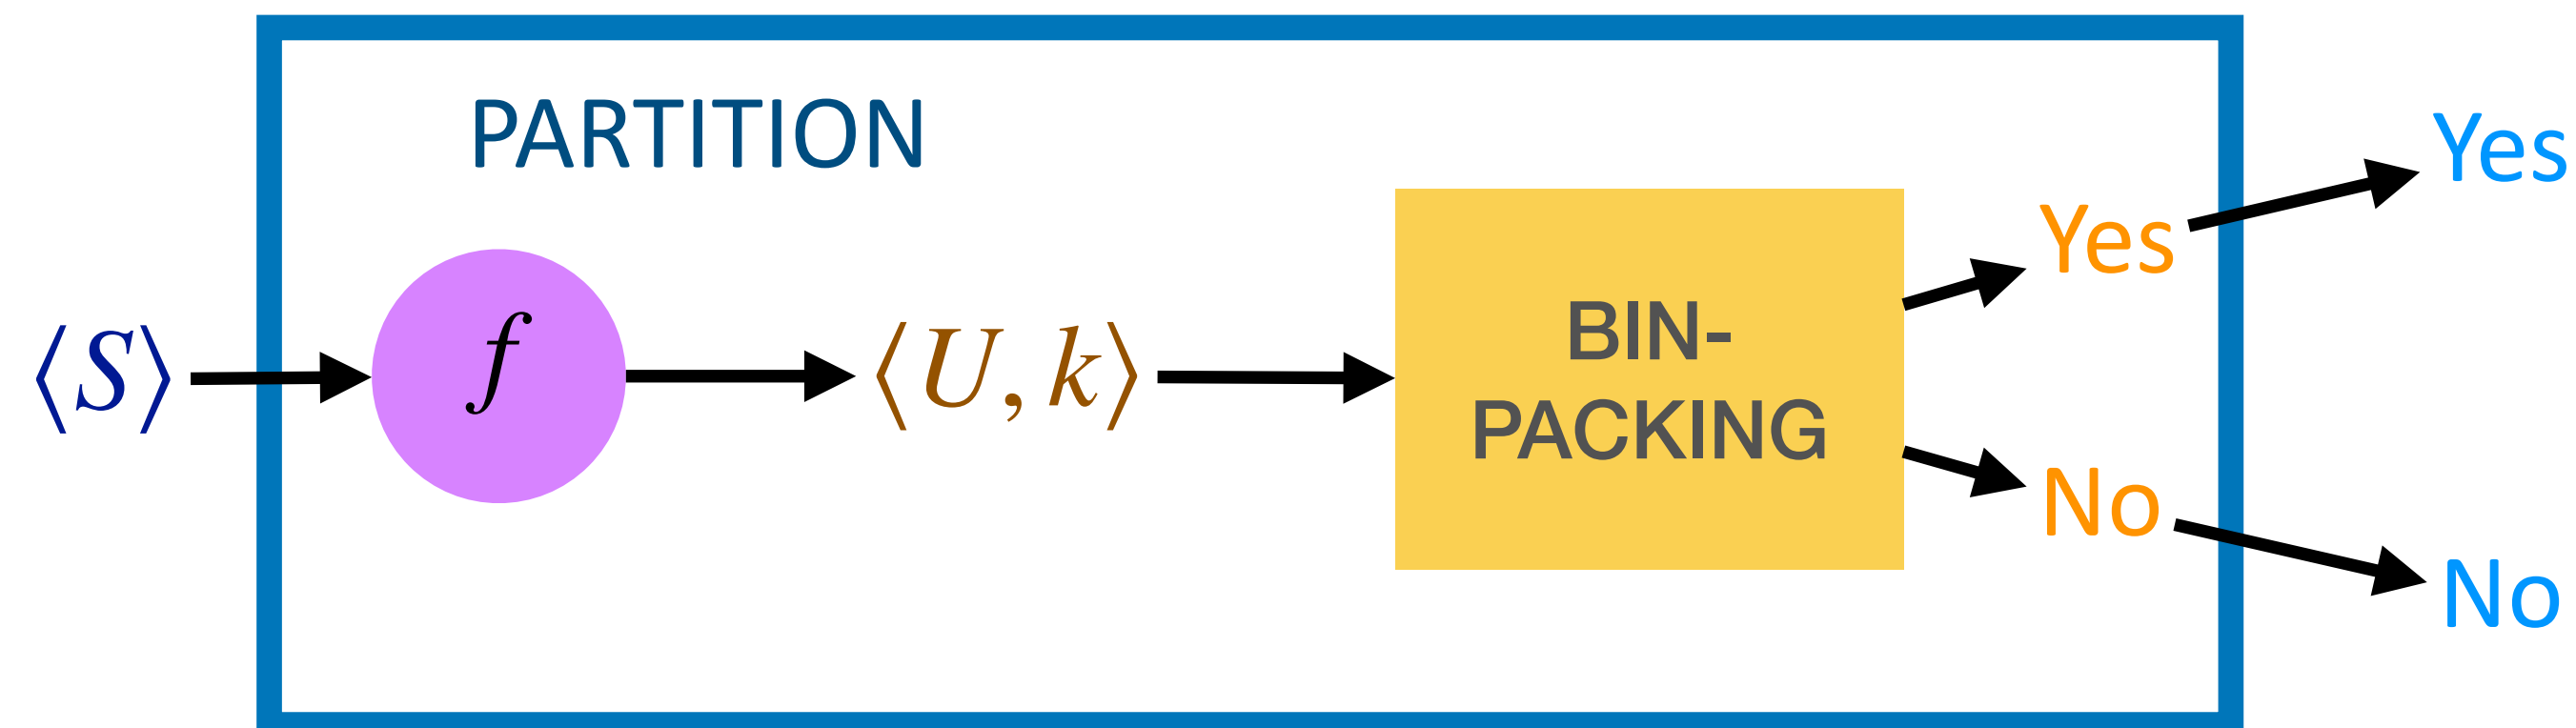 PARTITION
⟨S⟩
f
⟨U, k⟩
BIN-
PACKING
Yes
No
Yes
No